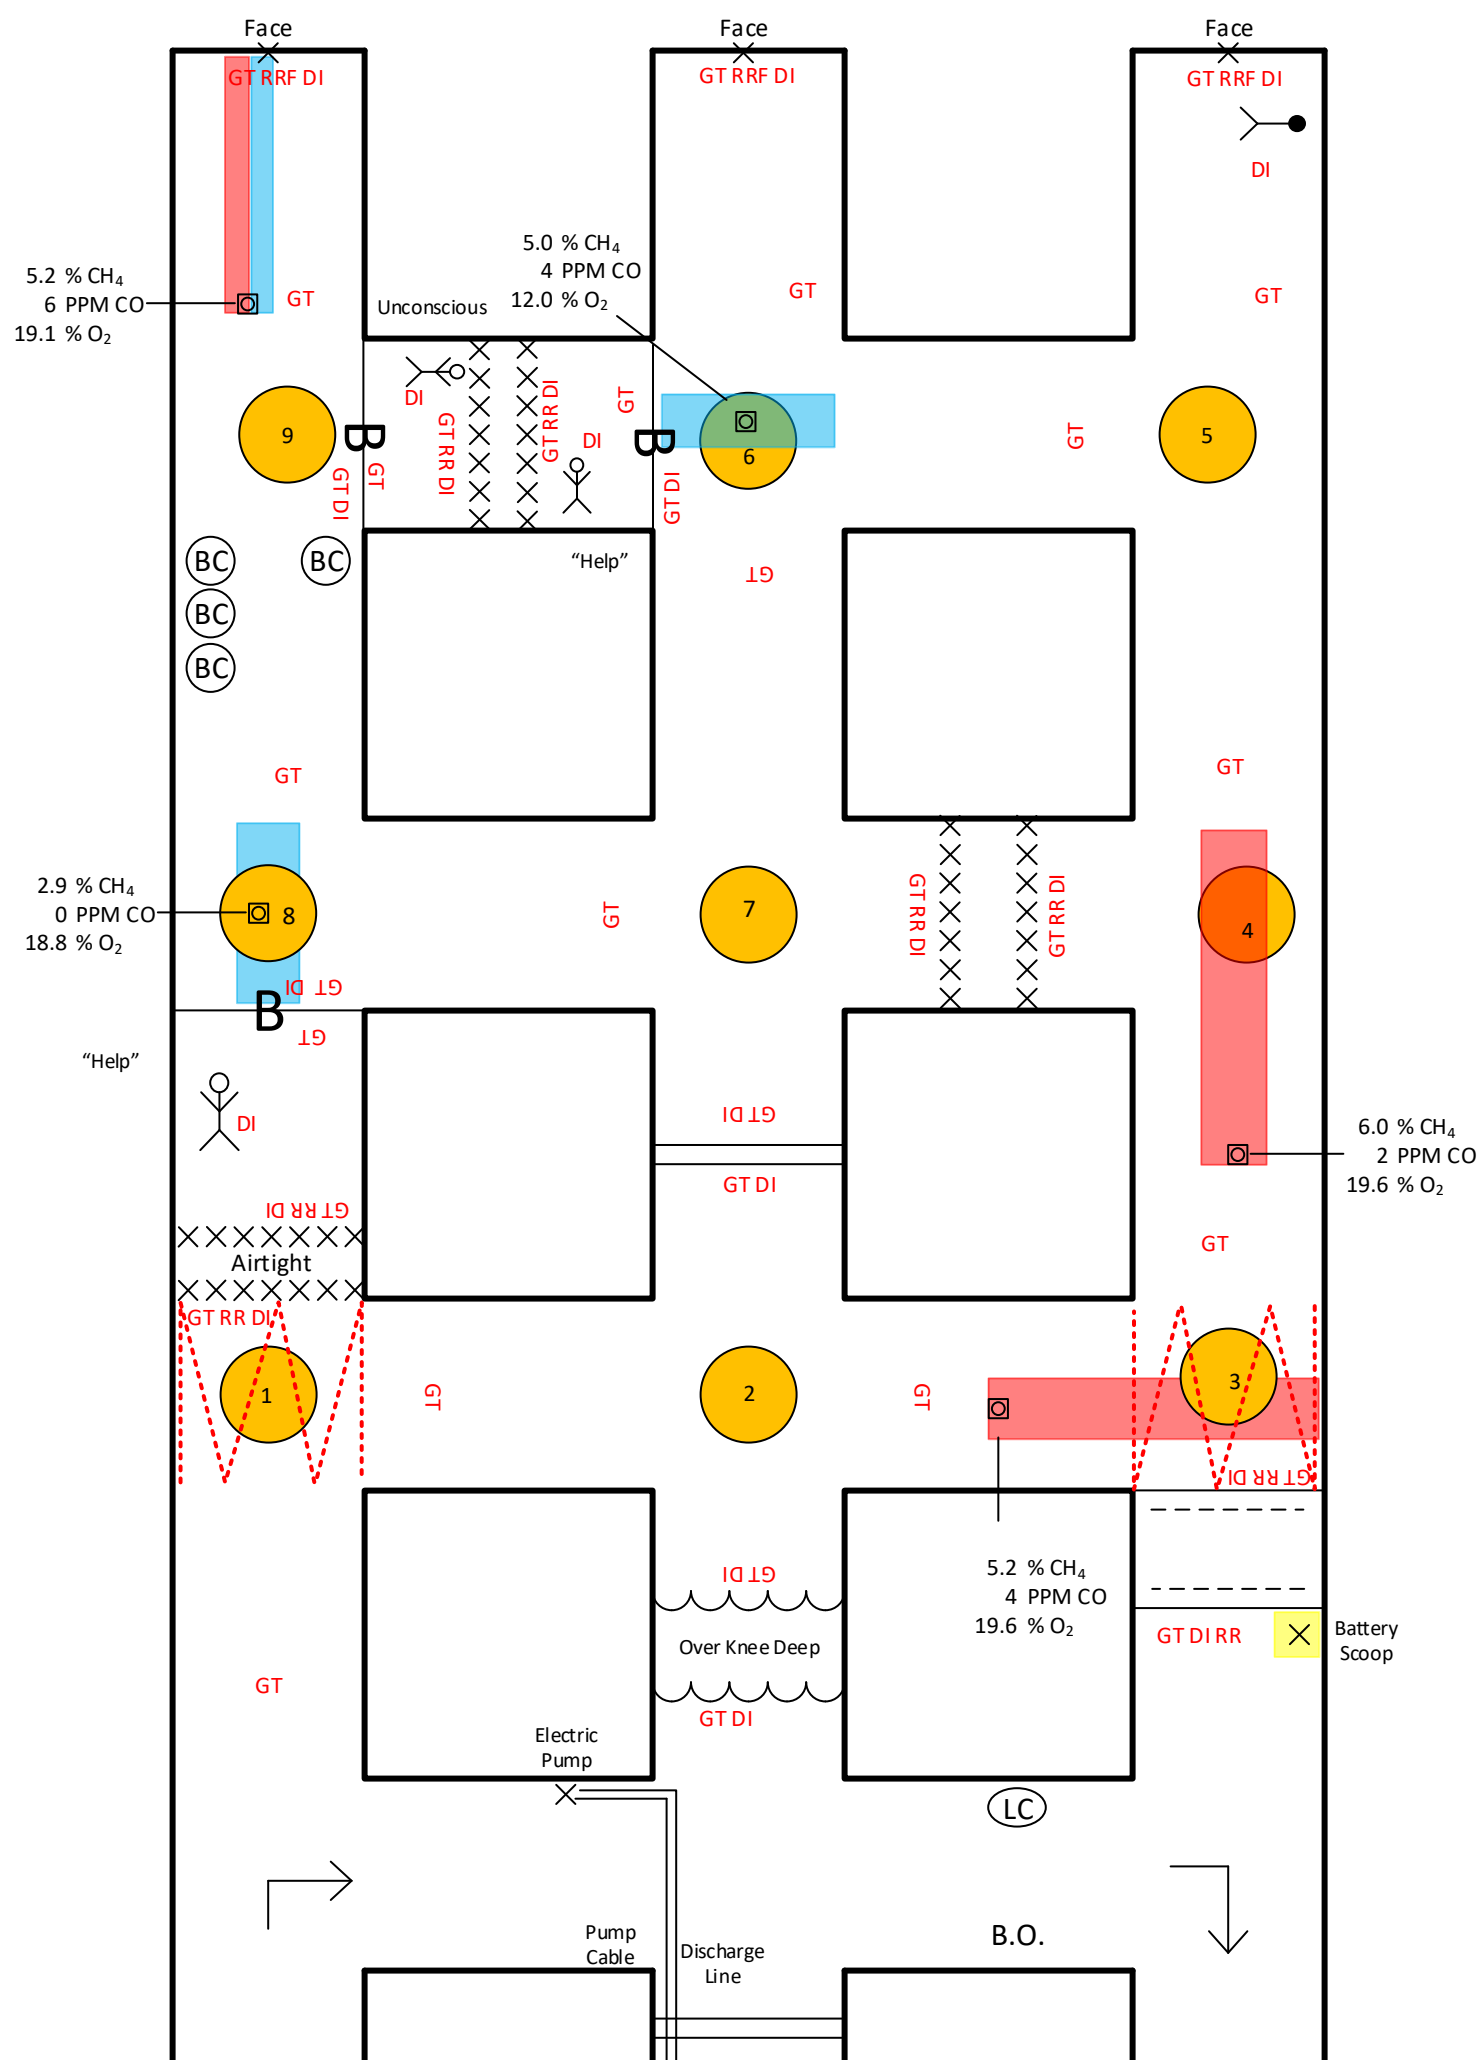 Face
Face
Face
GT RRF DI
GT RRF DI
GT RRF DI
DI
5.0 % CH₄
4 PPM CO
12.0 % O₂
5.2 % CH₄
6 PPM CO
19.1 % O₂
GT
Unconscious
GT
GT
DI
GT RR DI
GT RR DI
GT
DI
9
B
GT
GT DI
B
GT DI
6
GT
5
BC
BC
BC
BC
"Help"
GT
GT
GT
2.9 % CH₄
0 PPM CO
18.8 % O₂
8
GT
7
GT RR DI
GT RR DI
4
GT DI
B
GT
"Help"
DI
GT DI
GT DI
6.0 % CH₄
2 PPM CO
19.6 % O₂
GT RR DI
Airtight
GT RR DI
GT
1
GT
2
GT
3
GT RR DI
5.2 % CH₄
4 PPM CO
19.6 % O₂
GT DI
Over Knee Deep
GT DI
GT DI RR
Battery
Scoop
GT
Electric
Pump
LC
Pump
Cable
Discharge
Line
B.O.